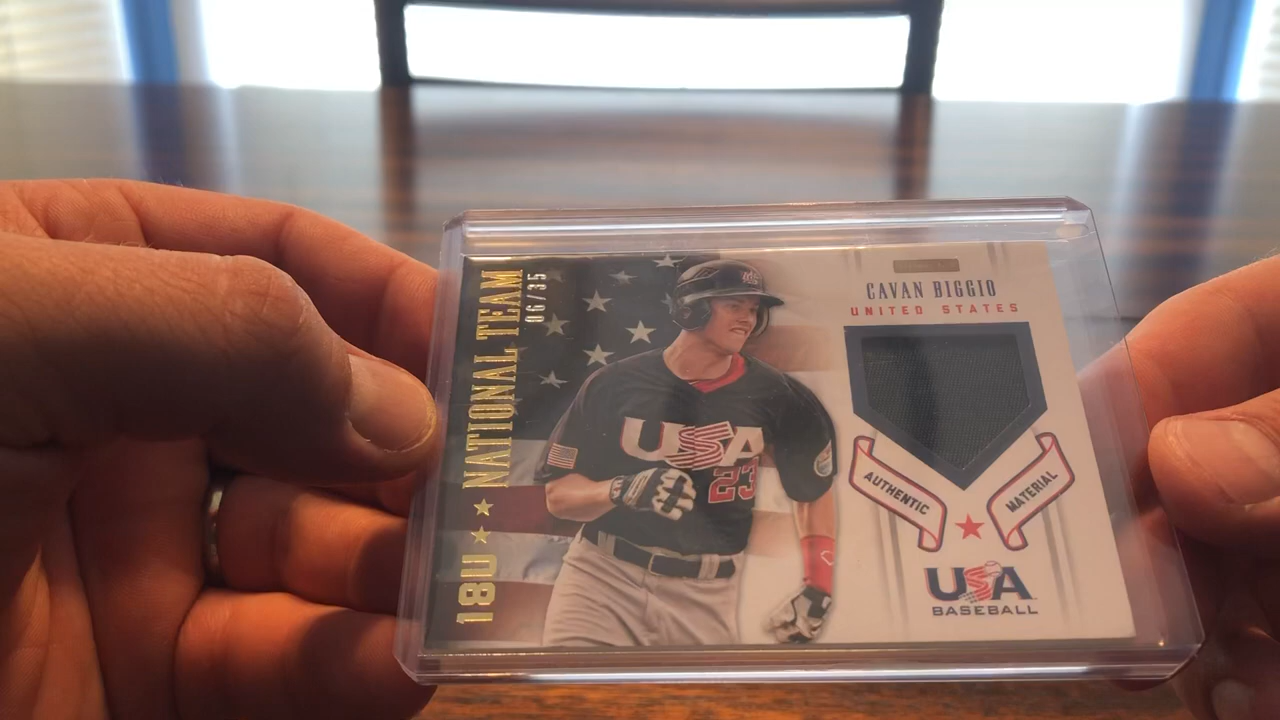 18U ★ ★ NATIONAL TEAM
06/35
USA
23
CAVAN BIGGIO
UNITED STATES
AUTHENTIC
MATERIAL
USA
BASEBALL